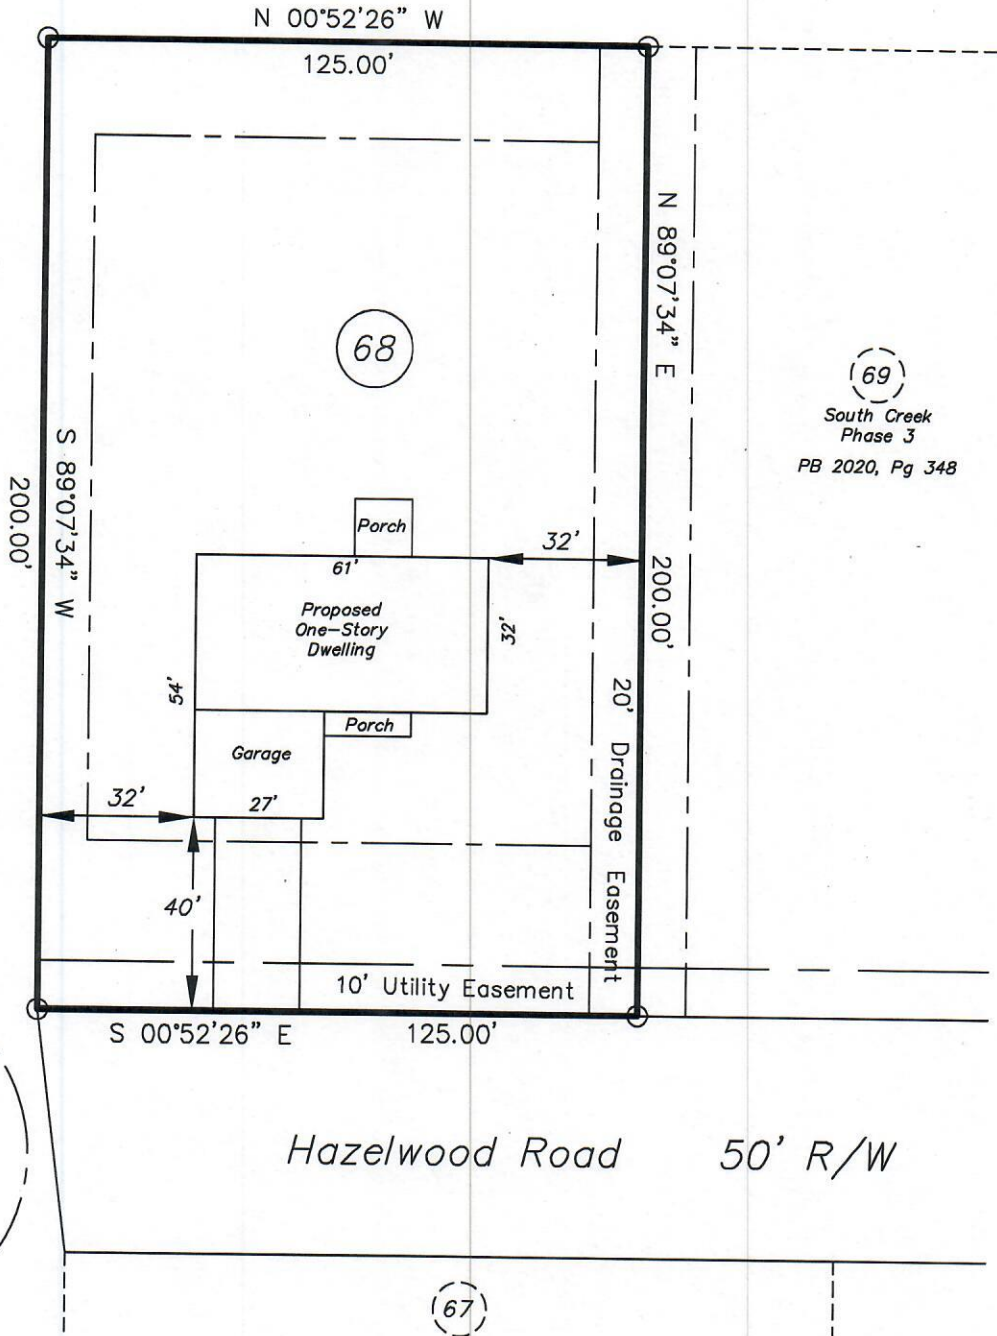 N 00°52'26" W
125.00'
N 89°07'34" E
200.00'
68
69
South Creek
Phase 3
PB 2020, Pg 348
S 89°07'34" W
200.00'
Porch
61'
32'
Proposed
One-Story
Dwelling
32'
54'
Porch
Garage
27'
32'
40'
20' Drainage Easement
10' Utility Easement
S 00°52'26" E 125.00'
Hazelwood Road 50' R/W
67